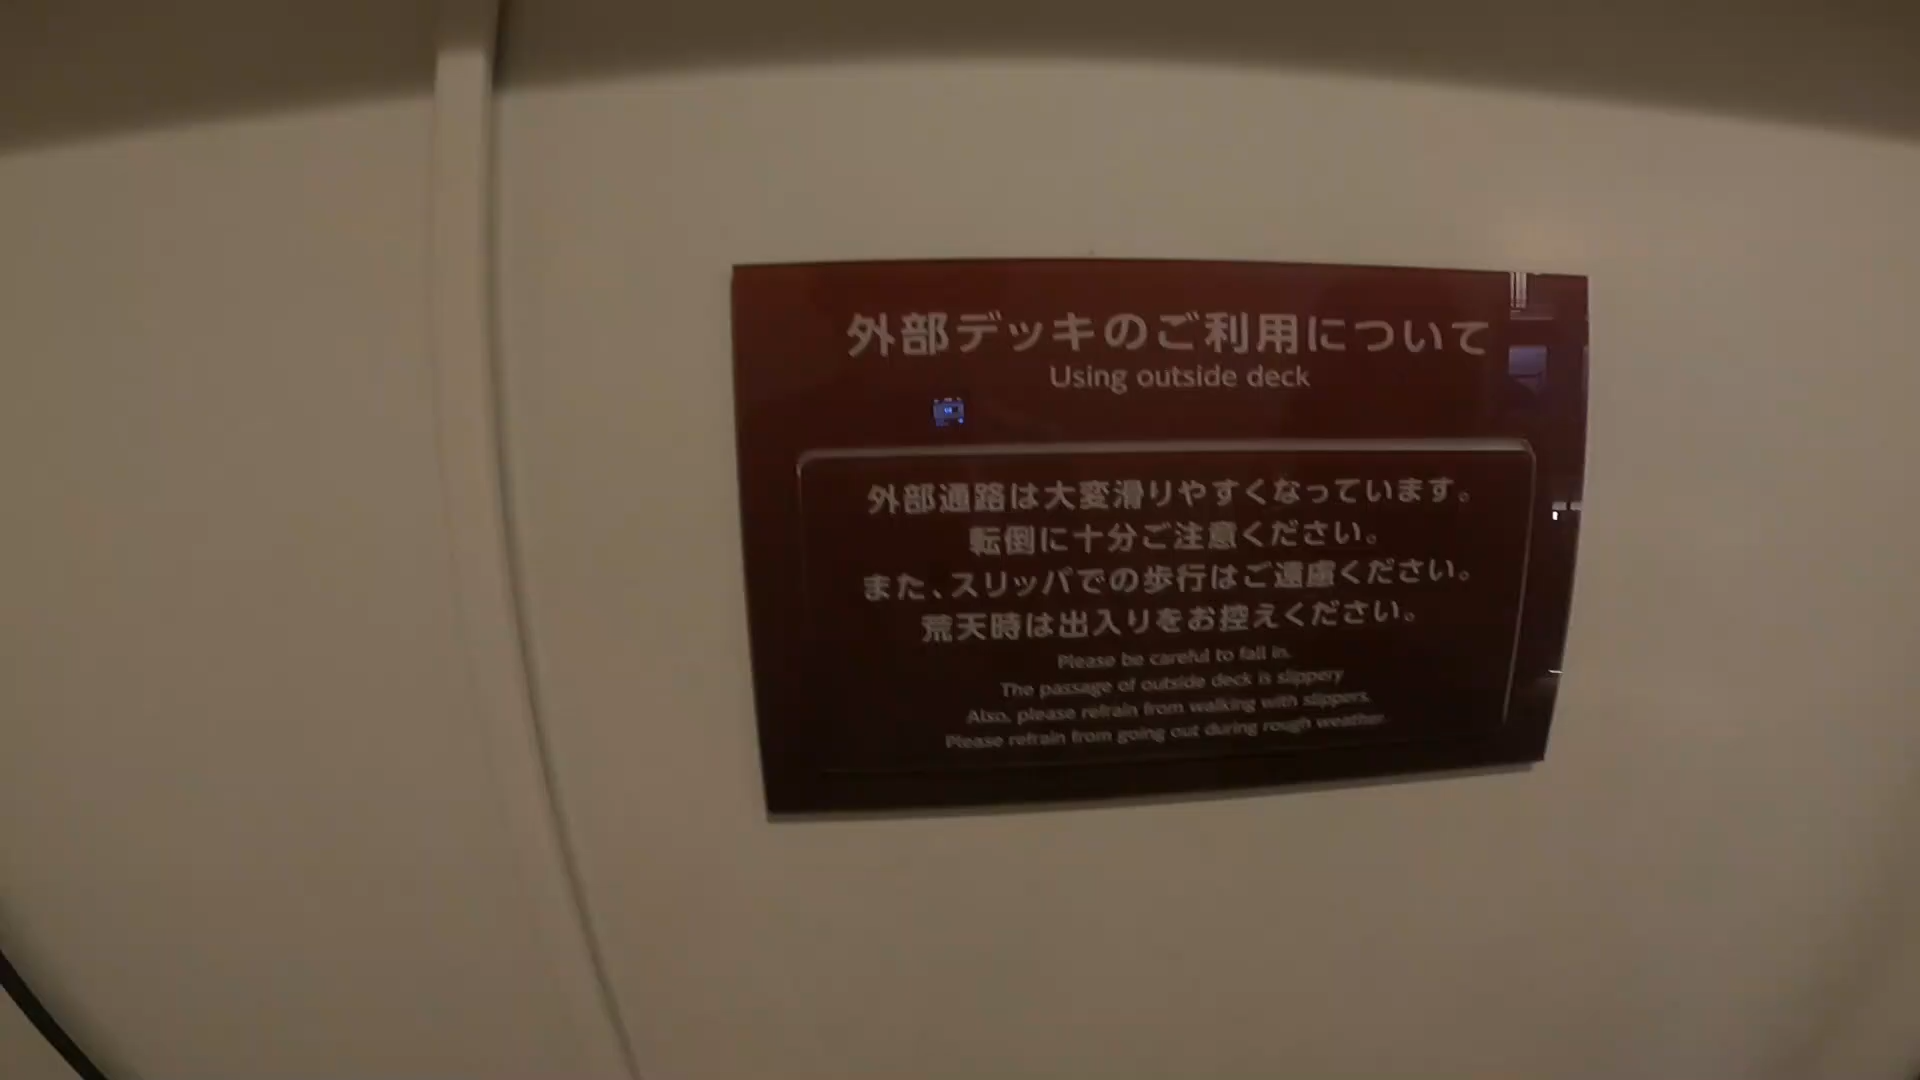 外部デッキのご利用について
Using outside deck
外部通路は大変滑りやすくなっています。
転倒に十分ご注意ください。
また、スリッパでの歩行はご遠慮ください。
荒天時は出入りをお控えください。
Please be careful to fall in.
The passage of outside deck is slippery
Also, please refrain from walking with slippers.
Please refrain from going out during rough weather.